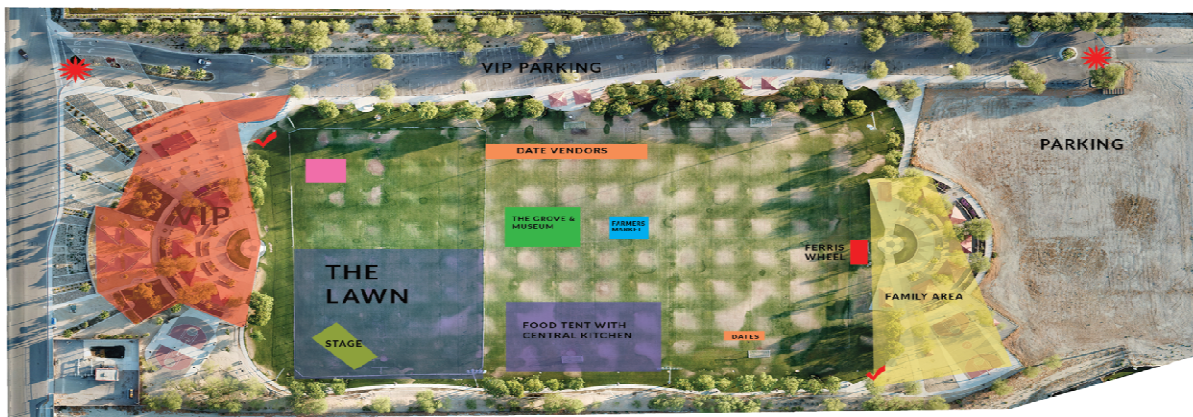 VIP PARKING
PARKING
DATE VENDORS
VIP
THE GROVE &
MUSEUM
FARMERS
MARKET
FERRIS
WHEEL
THE
LAWN
FAMILY AREA
FOOD TENT WITH
CENTRAL KITCHEN
STAGE
DATES